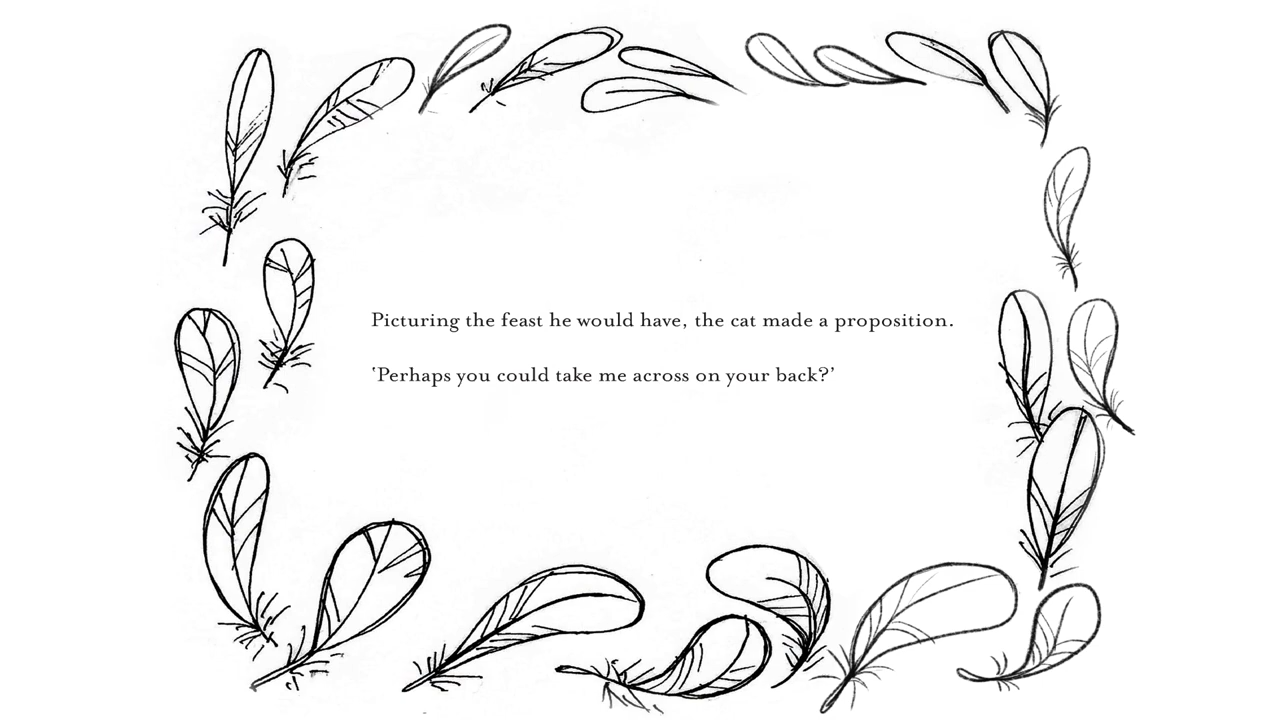 Picturing the feast he would have, the cat made a proposition.
‘Perhaps you could take me across on your back?’